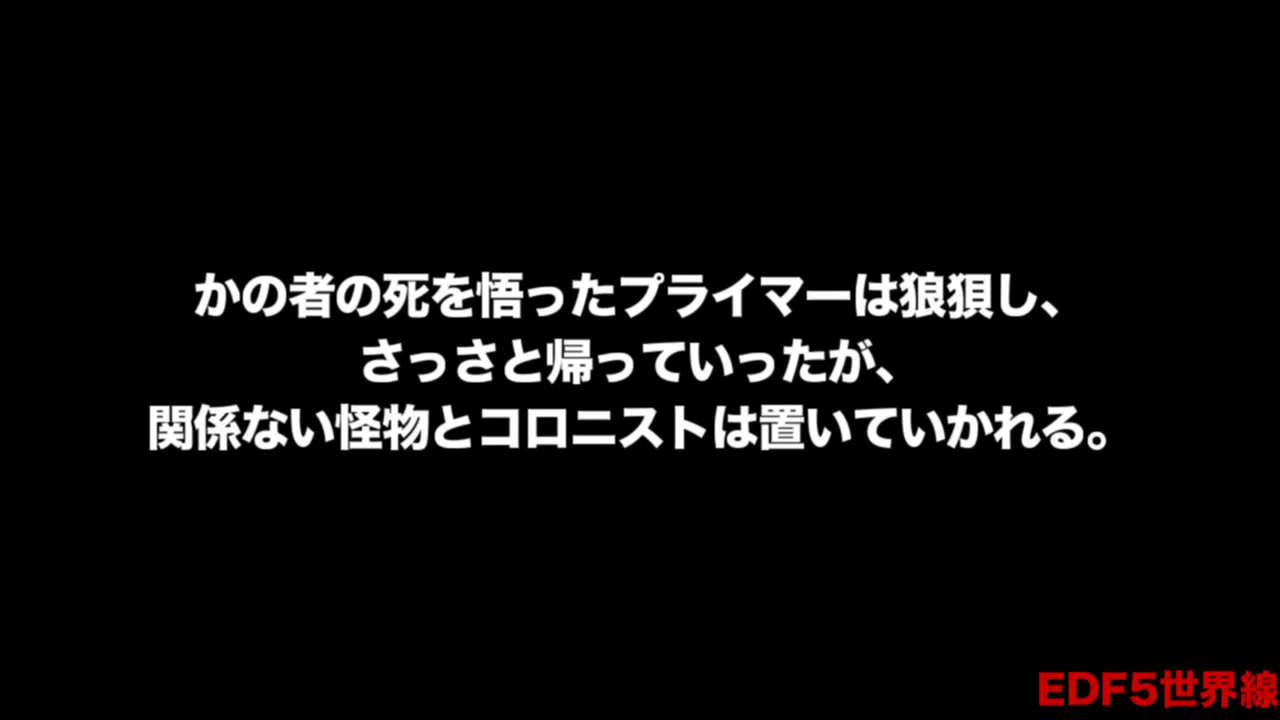 かの者の死を悟ったプライマーは狼狽し、
さっさと帰っていったが、
関係ない怪物とコロニストは置いていかれる。
EDF5世界線